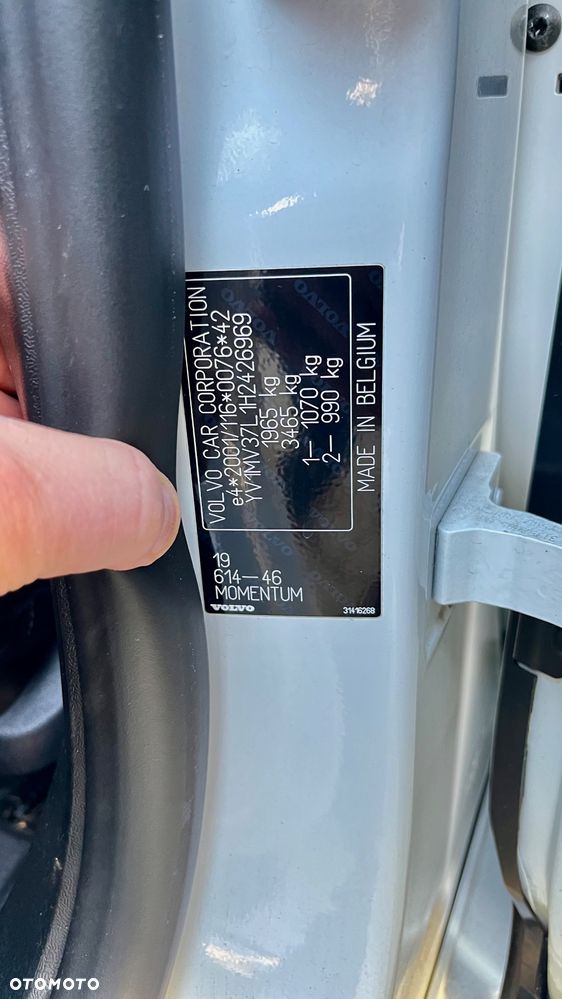 VOLVO CAR CORPORATION
e4*2001/116*0076*42
YV1MV37L1H2426969
1965 kg
3465 kg
1- 1070 kg
2- 990 kg
MADE IN BELGIUM
19
614-46
MOMENTUM
VOLVO
31416268
OTOMOTO